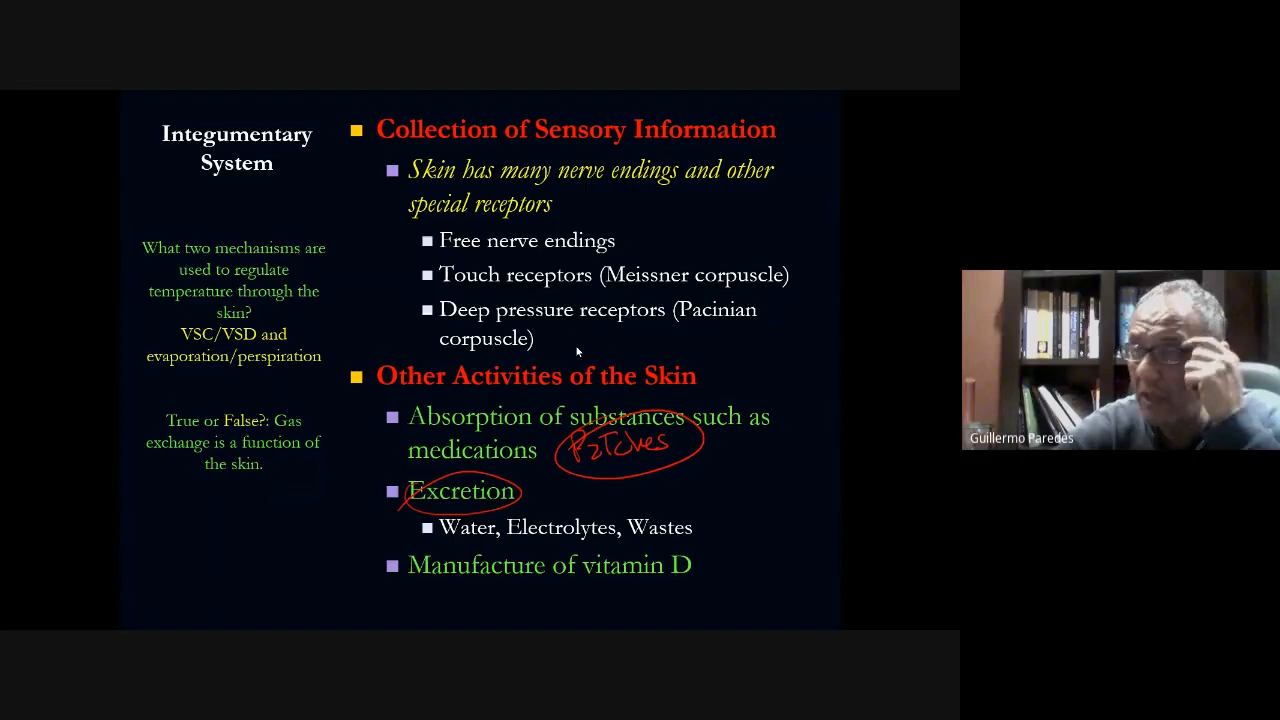 Integumentary
System
What two mechanisms are
used to regulate
temperature through the
skin?
VSC/VSD and
evaporation/perspiration
True or False?: Gas
exchange is a function of
the skin.
Collection of Sensory Information
Skin has many nerve endings and other
special receptors
Free nerve endings
Touch receptors (Meissner corpuscle)
Deep pressure receptors (Pacinian
corpuscle)
Other Activities of the Skin
Absorption of substances such as
medications Patches
Excretion
Water, Electrolytes, Wastes
Manufacture of vitamin D
Guillermo Paredes